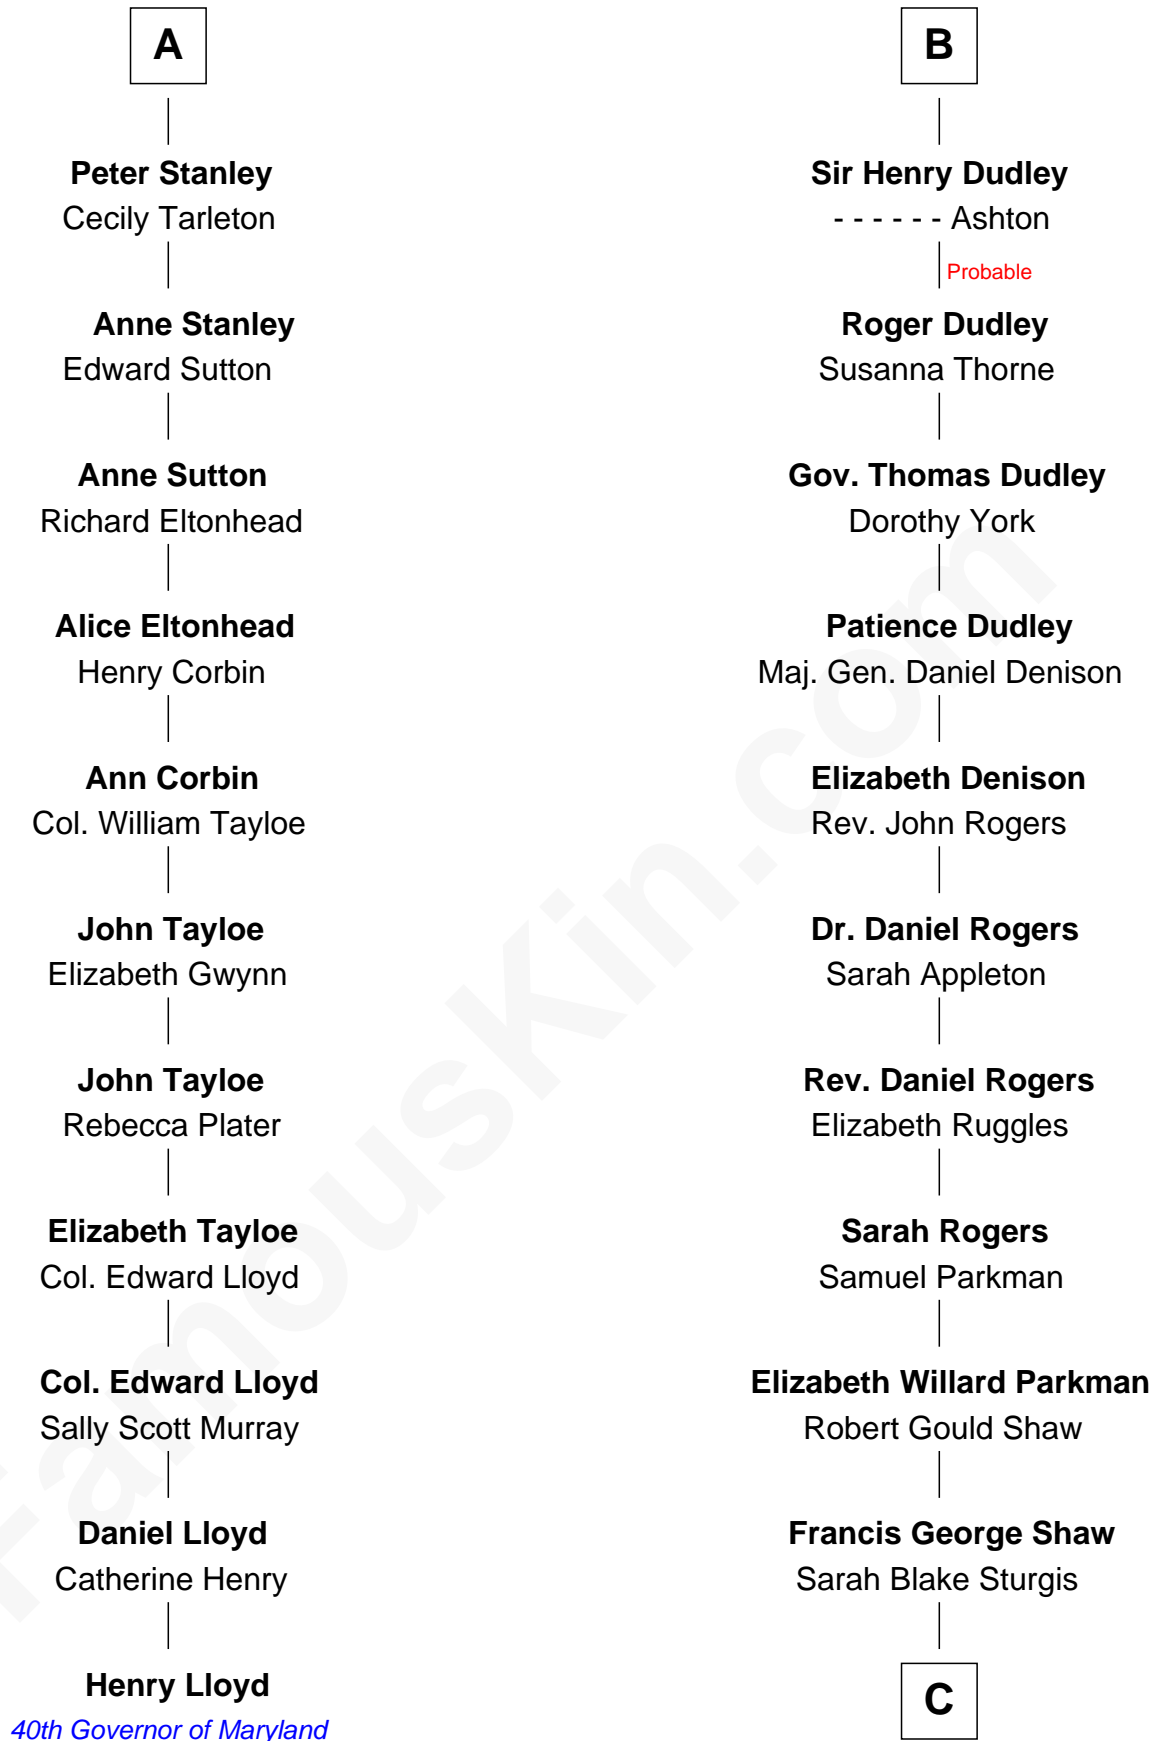 A
Peter Stanley
Cecily Tarleton
Anne Stanley
Edward Sutton
Anne Sutton
Richard Eltonhead
Alice Eltonhead
Henry Corbin
Ann Corbin
Col. William Tayloe
John Tayloe
Elizabeth Gwynn
John Tayloe
Rebecca Plater
Elizabeth Tayloe
Col. Edward Lloyd
Col. Edward Lloyd
Sally Scott Murray
Daniel Lloyd
Catherine Henry
Henry Lloyd
40th Governor of Maryland
B
Sir Henry Dudley
- - - - - - Ashton
Probable
Roger Dudley
Susanna Thorne
Gov. Thomas Dudley
Dorothy York
Patience Dudley
Maj. Gen. Daniel Denison
Elizabeth Denison
Rev. John Rogers
Dr. Daniel Rogers
Sarah Appleton
Rev. Daniel Rogers
Elizabeth Ruggles
Sarah Rogers
Samuel Parkman
Elizabeth Willard Parkman
Robert Gould Shaw
Francis George Shaw
Sarah Blake Sturgis
C
FamousKin.com